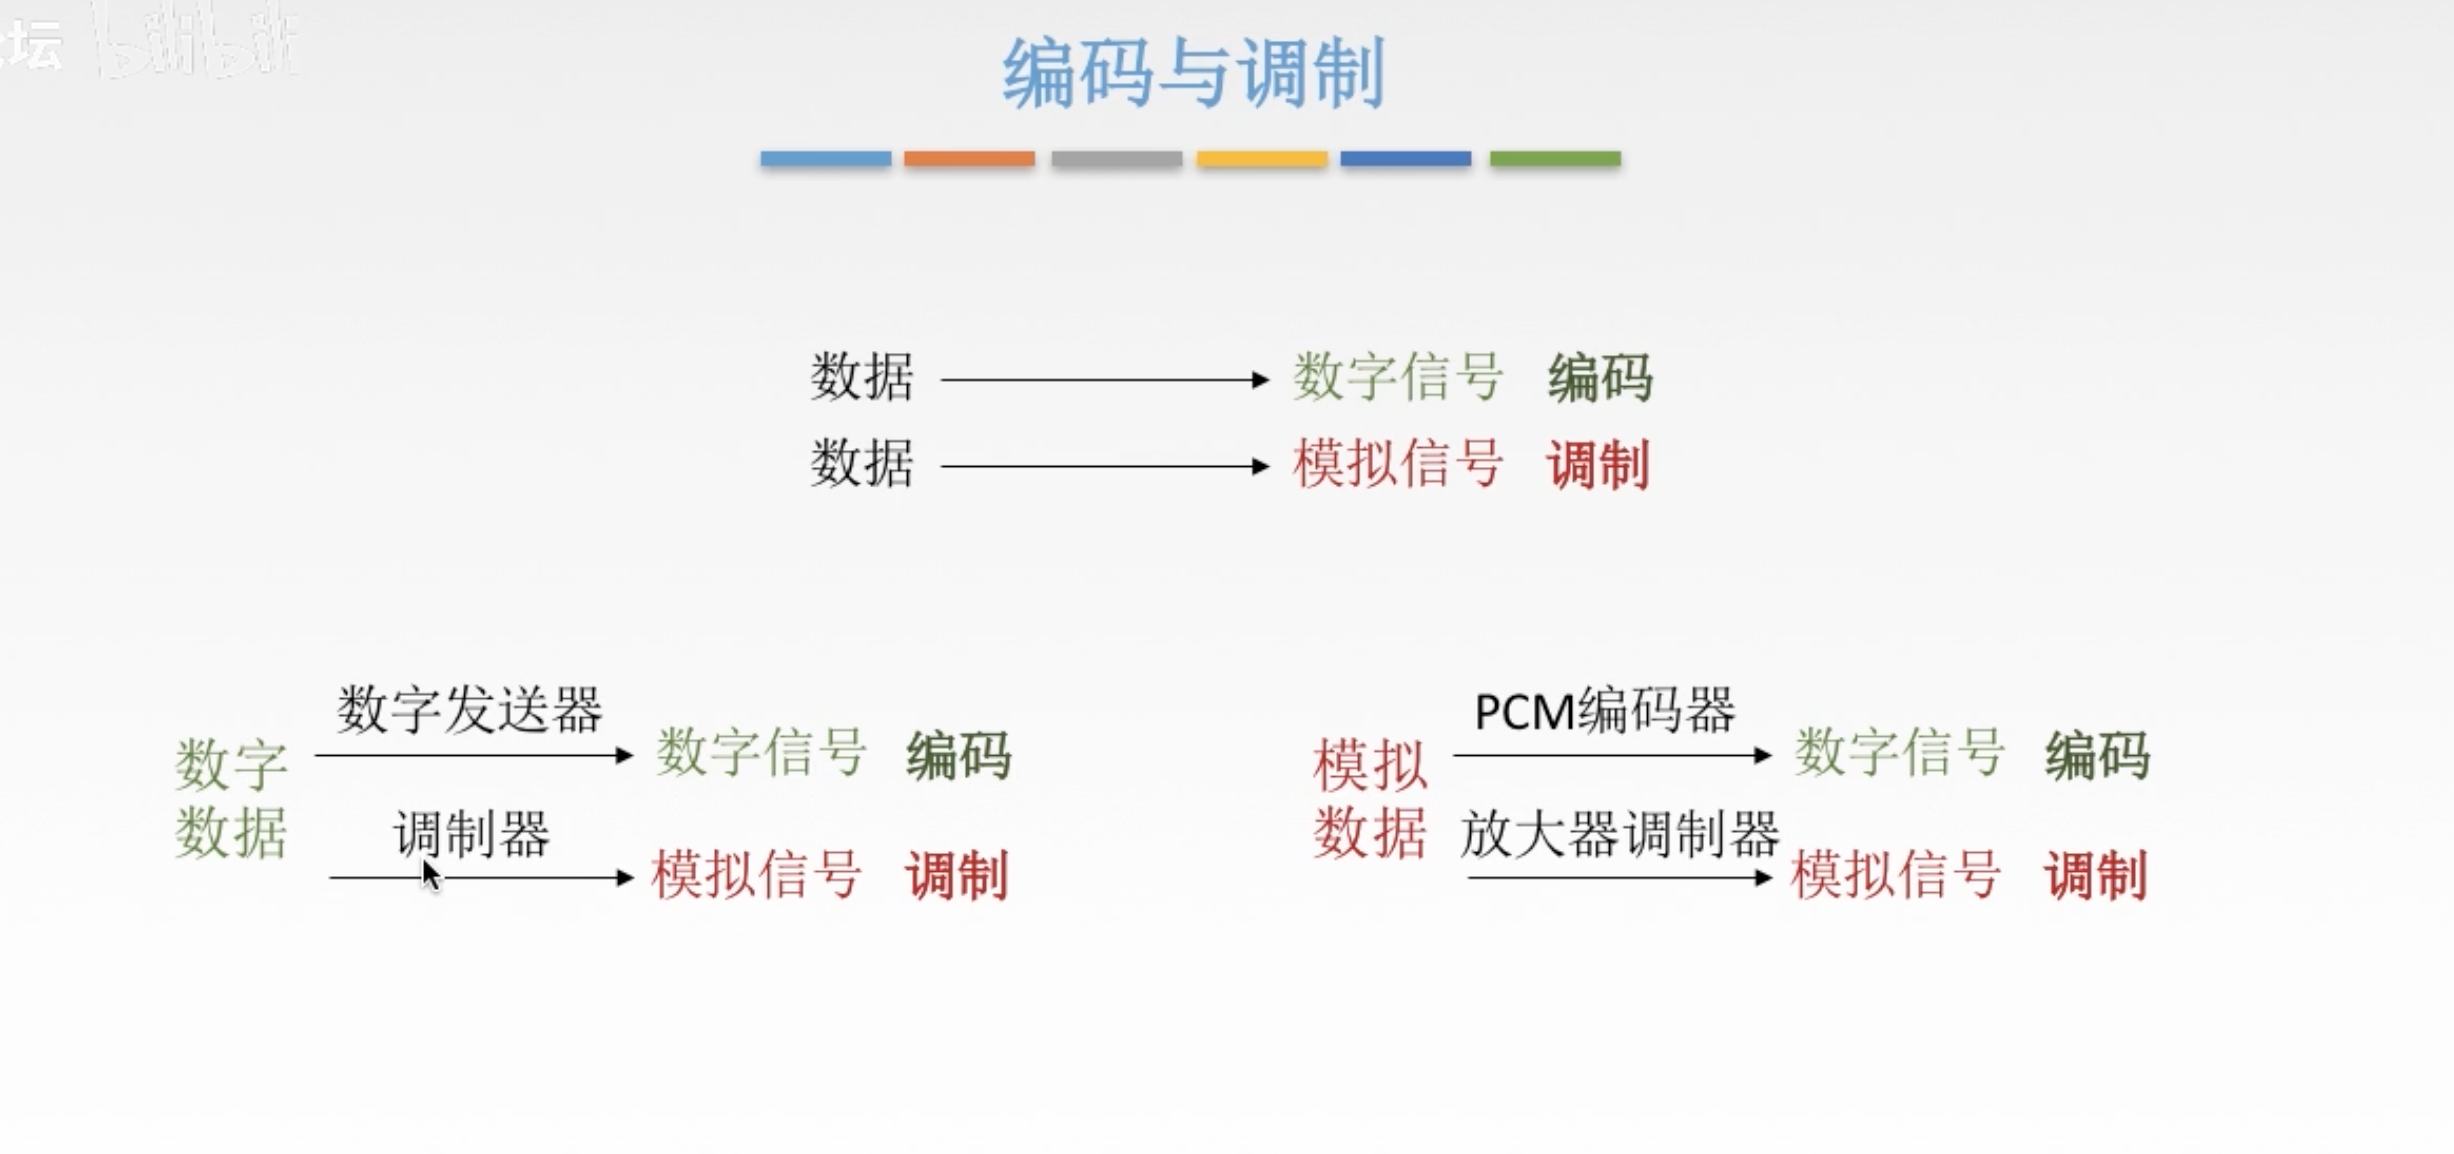 坛 bilibili
编码与调制
数据 数字信号 编码
数据 模拟信号 调制
数字发送器
数字数据
数字信号 编码
调制器
模拟信号 调制
PCM编码器
模拟数据
数字信号 编码
放大器调制器
模拟信号 调制